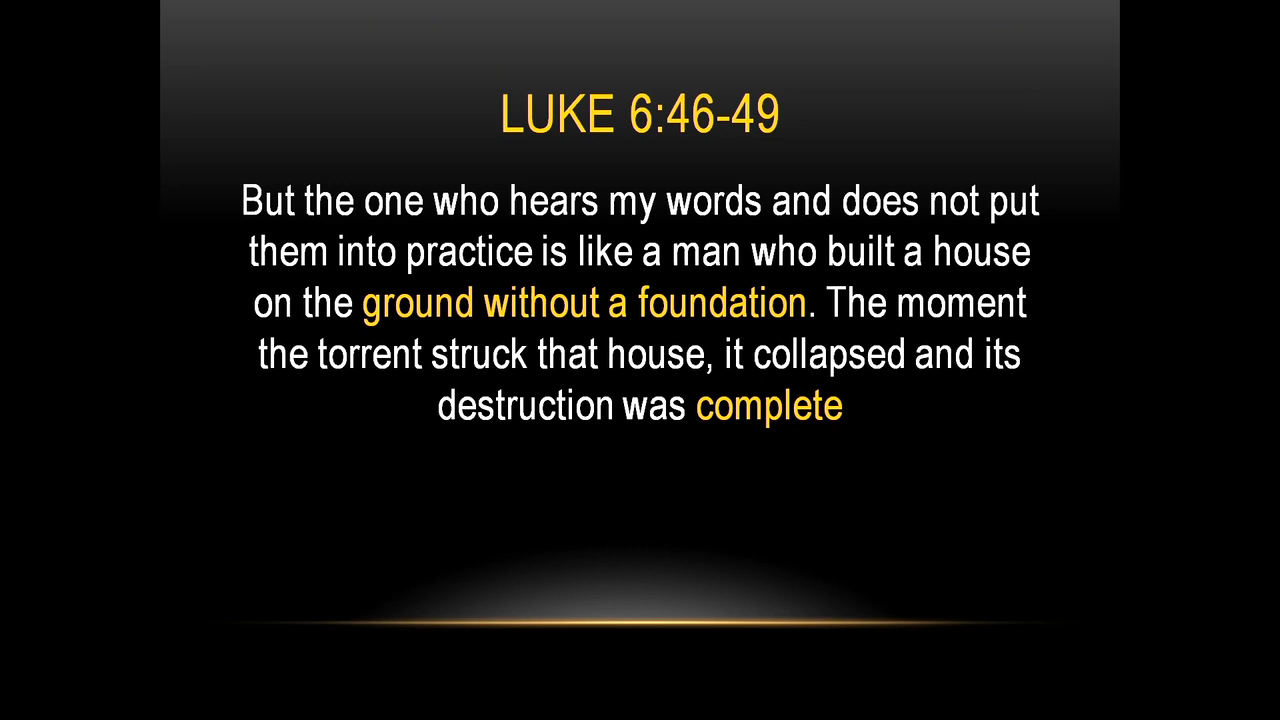 LUKE 6:46-49
But the one who hears my words and does not put
them into practice is like a man who built a house
on the ground without a foundation. The moment
the torrent struck that house, it collapsed and its
destruction was complete